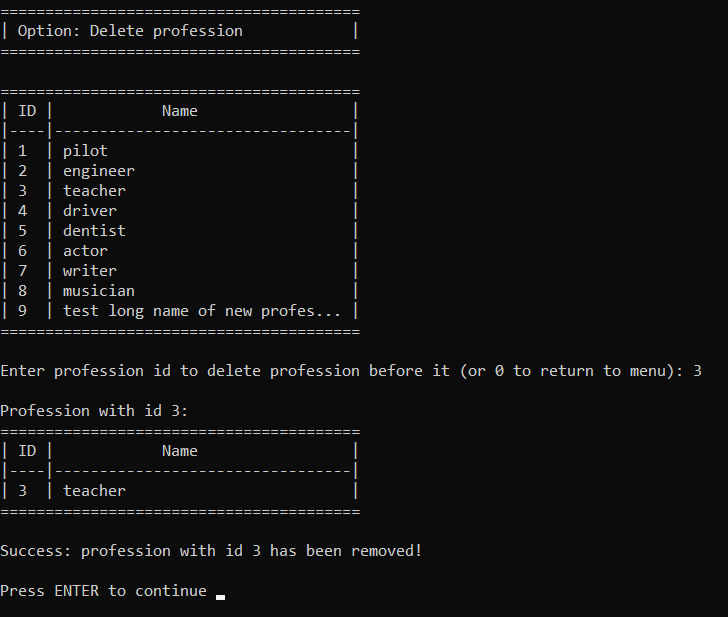 ========================================
| Option: Delete profession            |
========================================
========================================
| ID |            Name                 |
|----|---------------------------------|
| 1  | pilot                           |
| 2  | engineer                        |
| 3  | teacher                         |
| 4  | driver                          |
| 5  | dentist                         |
| 6  | actor                           |
| 7  | writer                          |
| 8  | musician                        |
| 9  | test long name of new profes... |
========================================
Enter profession id to delete profession before it (or 0 to return to menu): 3
Profession with id 3:
========================================
| ID |            Name                 |
|----|---------------------------------|
| 3  | teacher                         |
========================================
Success: profession with id 3 has been removed!
Press ENTER to continue